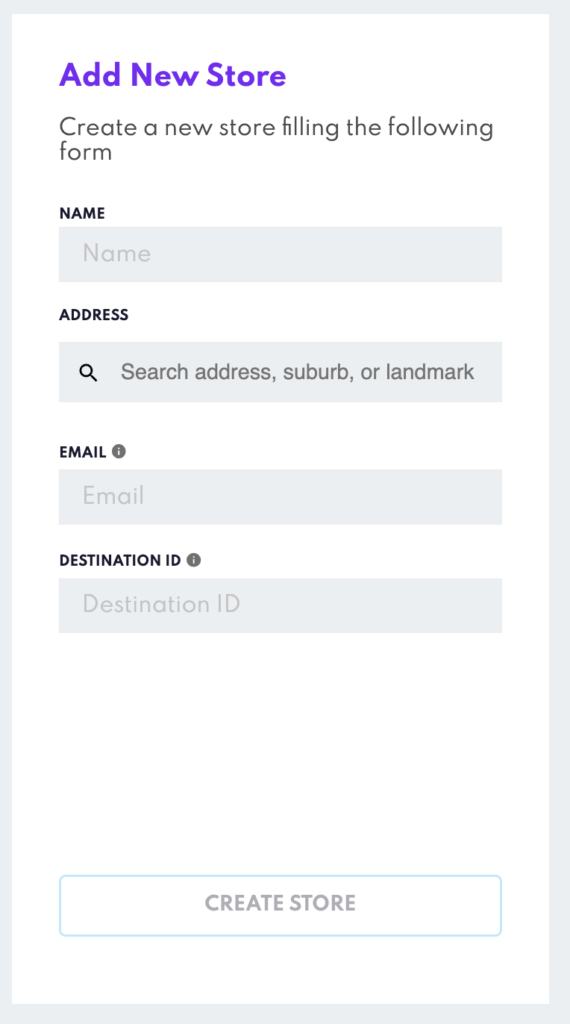 Add New Store
Create a new store filling the following
form
NAME
Name
ADDRESS
Search address, suburb, or landmark
EMAIL
Email
DESTINATION ID
Destination ID
CREATE STORE